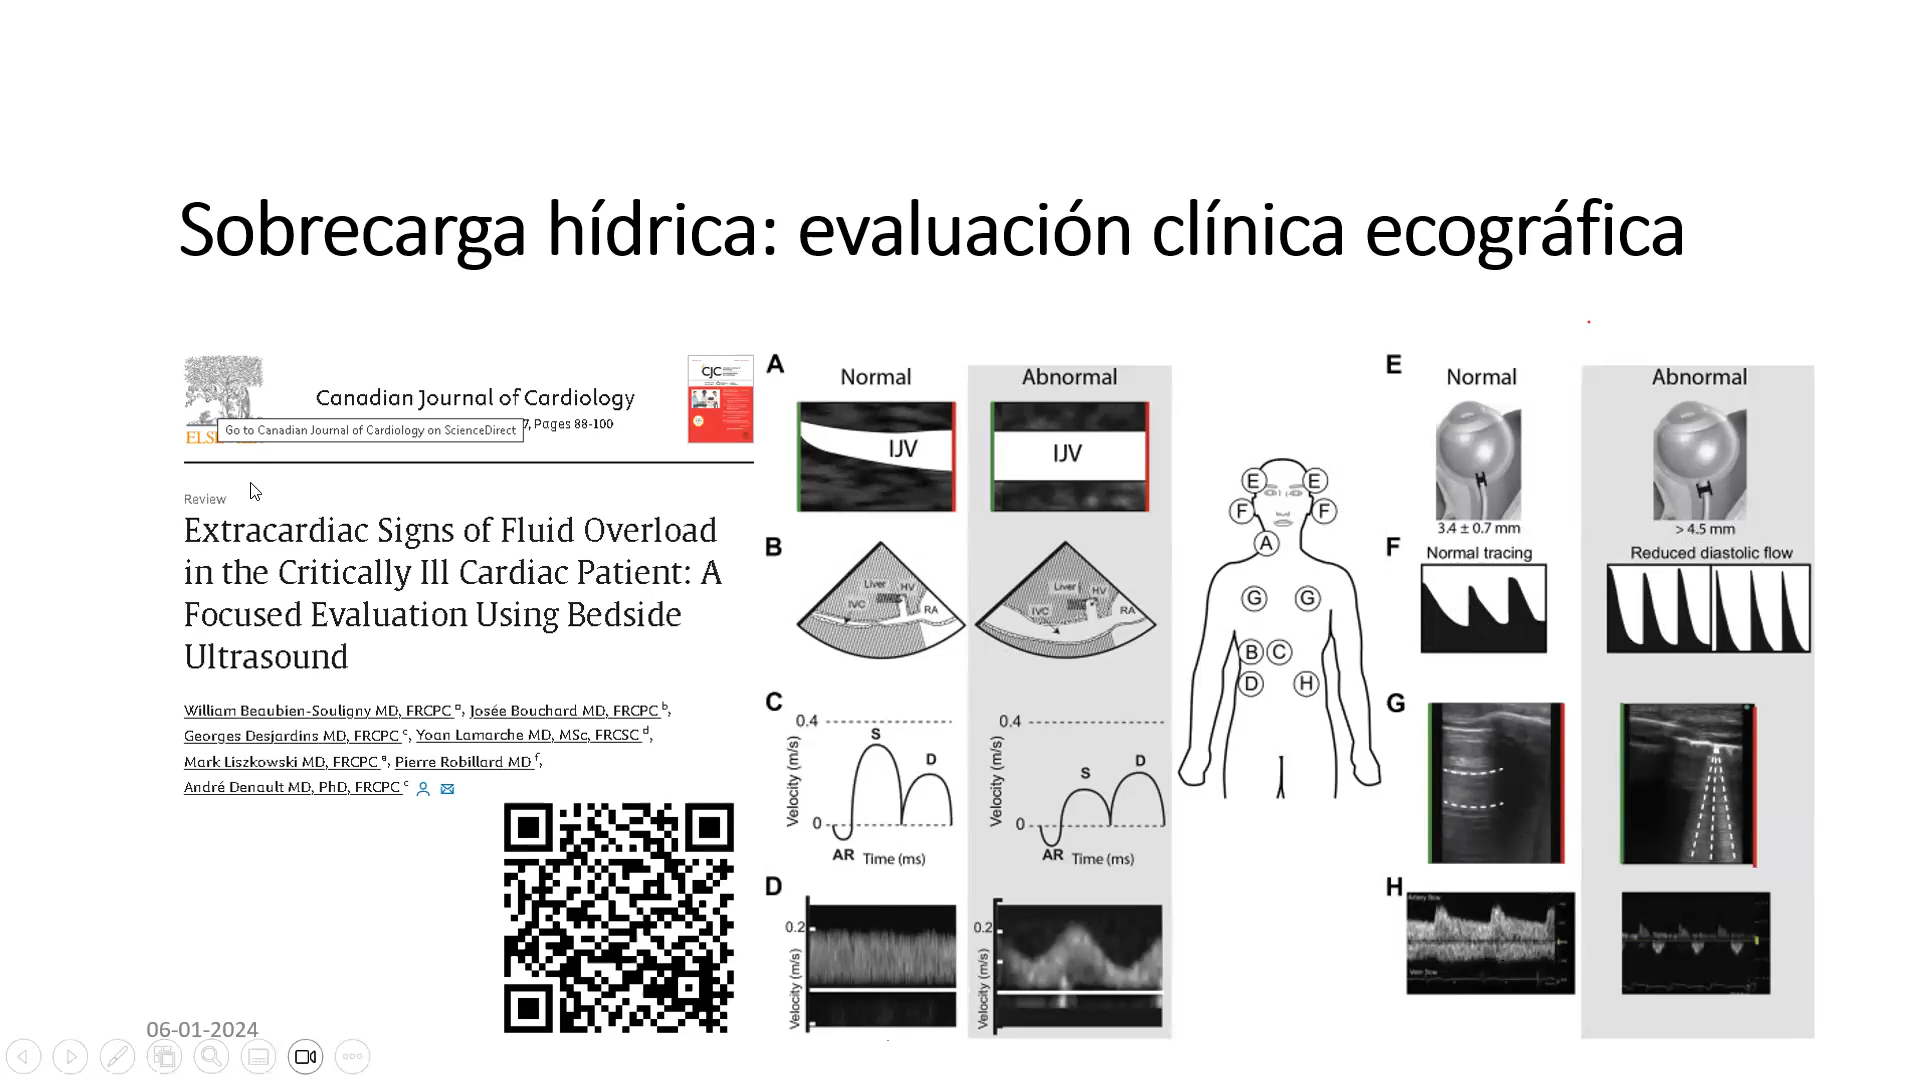 Sobrecarga hídrica: evaluación clínica ecográfica
Canadian Journal of Cardiology
Go to Canadian Journal of Cardiology on ScienceDirect
7, Pages 88-100
CJC
Review
Extracardiac Signs of Fluid Overload
in the Critically Ill Cardiac Patient: A
Focused Evaluation Using Bedside
Ultrasound
William Beaubien-Souligny MD, FRCPC a, Josée Bouchard MD, FRCPC b,
Georges Desjardins MD, FRCPC c, Yoan Lamarche MD, MSc, FRCSC d,
Mark Liszkowski MD, FRCPC e, Pierre Robillard MD f,
André Denault MD, PhD, FRCPC c
06-01-2024
A
Normal
Abnormal
IJV
IJV
B
Liver
HV
IVC
RA
Liver
HV
IVC
RA
C
0.4
S
D
Velocity (m/s)
0
AR
Time (ms)
0.4
S
D
Velocity (m/s)
0
AR
Time (ms)
D
0.2
Velocity (m/s)
0.2
Velocity (m/s)
E
E
F
F
A
G
G
B
C
D
H
E
Normal
Abnormal
3.4 ± 0.7 mm
> 4.5 mm
F
Normal tracing
Reduced diastolic flow
G
H
Artery flow
Vein flow